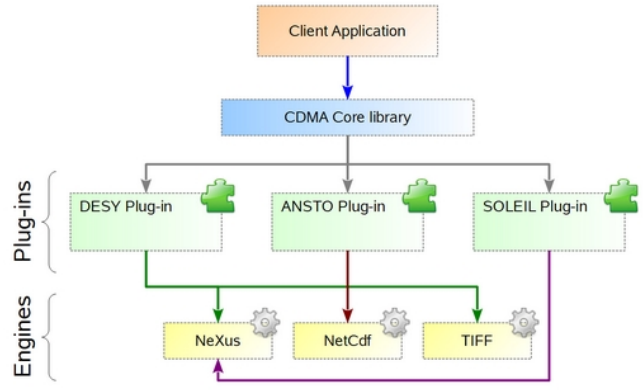 Client Application
CDMA Core library
Plug-ins
DESY Plug-in
ANSTO Plug-in
SOLEIL Plug-in
Engines
NeXus
NetCdf
TIFF